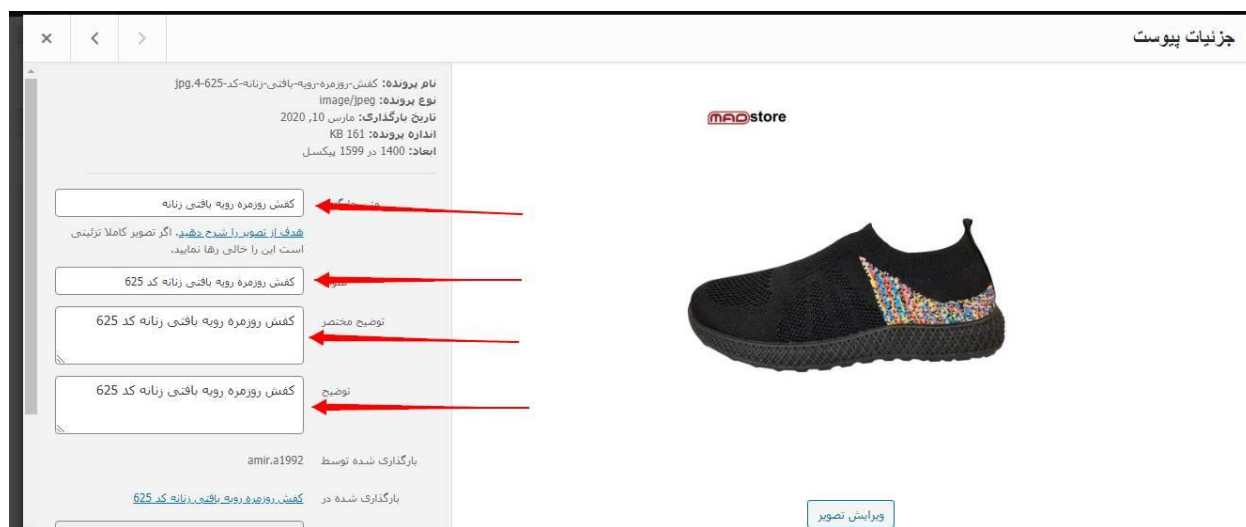 جزئیات پیوست
نام پرونده: کفش-روزمره-رویه-بافتی-زنانه-کد-625-4.jpg
نوع پرونده: image/jpeg
تاریخ بارگذاری: مارس 10, 2020
اندازه پرونده: 161 KB
ابعاد: 1400 در 1599 پیکسل
کفش روزمره رویه بافتی زنانه
هدف از تصویر را شرح دهید. اگر تصویر کاملا تزئینی
است این را خالی رها نمایید.
کفش روزمره رویه بافتی زنانه کد 625
توضیح مختصر
کفش روزمره رویه بافتی زنانه کد 625
توضیح
کفش روزمره رویه بافتی زنانه کد 625
بارگذاری شده توسط amir.a1992
بارگذاری شده در کفش روزمره رویه بافتی زنانه کد 625
MADstore
ویرایش تصویر